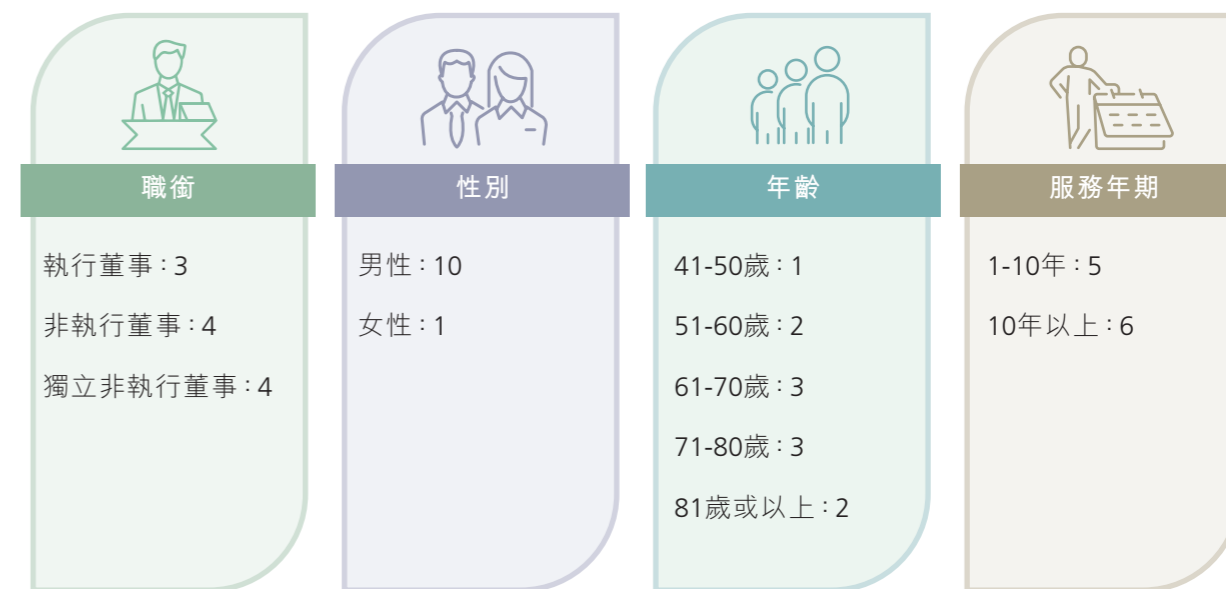 職銜
執行董事：3
非執行董事：4
獨立非執行董事：4
性別
男性：10
女性：1
年齡
41-50歲：1
51-60歲：2
61-70歲：3
71-80歲：3
81歲或以上：2
服務年期
1-10年：5
10年以上：6